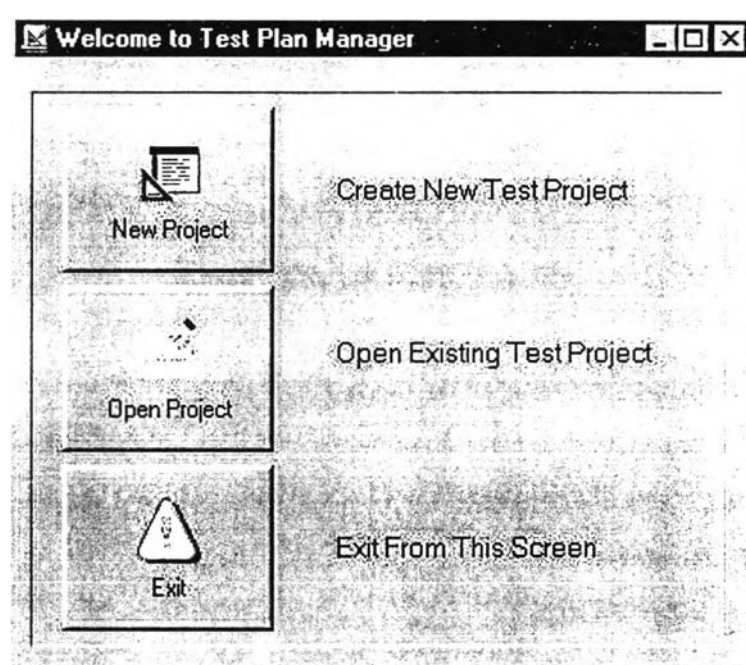 Welcome to Test Plan Manager
New Project
Create New Test Project
Open Project
Open Existing Test Project
Exit
Exit From This Screen